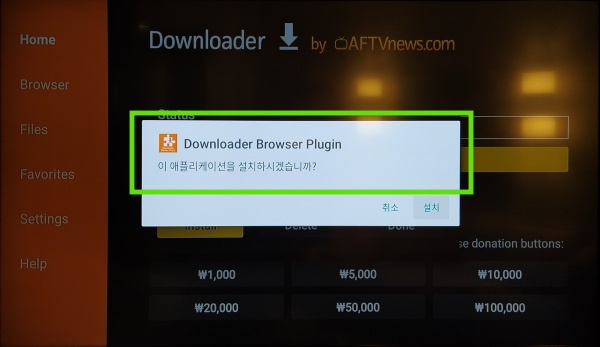 Home
Browser
Files
Favorites
Settings
Help
Downloader by AFTVnews.com
Status
Downloader Browser Plugin
이 애플리케이션을 설치하시겠습니까?
취소 설치
Install Delete Done
se donation buttons:
₩1,000 ₩5,000 ₩10,000
₩20,000 ₩50,000 ₩100,000